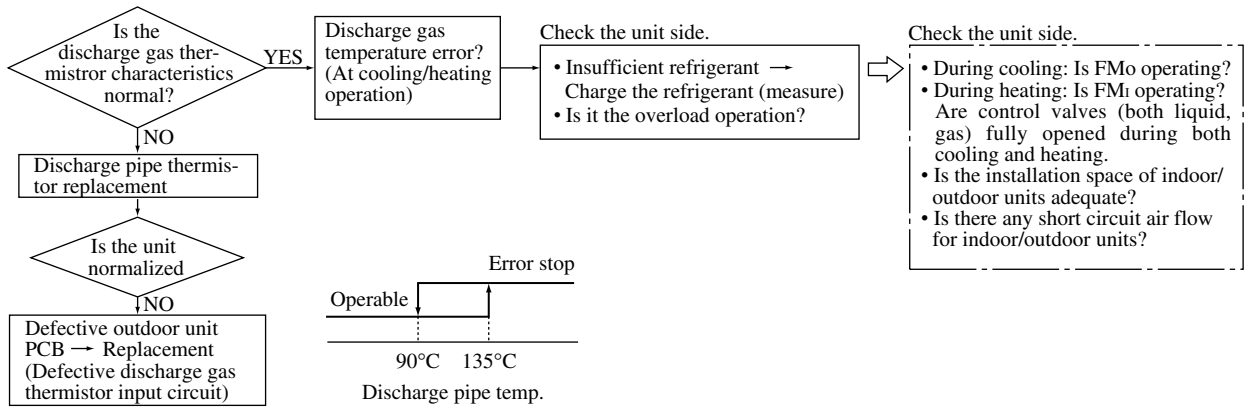 Is the
discharge gas ther-
mistror characteristics
normal?
YES
Discharge gas
temperature error?
(At cooling/heating
operation)
Check the unit side.
• Insufficient refrigerant →
Charge the refrigerant (measure)
• Is it the overload operation?
Check the unit side.
• During cooling: Is FMO operating?
• During heating: Is FMI operating?
Are control valves (both liquid,
gas) fully opened during both
cooling and heating.
• Is the installation space of indoor/
outdoor units adequate?
• Is there any short circuit air flow
for indoor/outdoor units?
NO
Discharge pipe thermis-
tor replacement
Is the unit
normalized
NO
Defective outdoor unit
PCB → Replacement
(Defective discharge gas
thermistor input circuit)
Error stop
Operable
90°C
135°C
Discharge pipe temp.